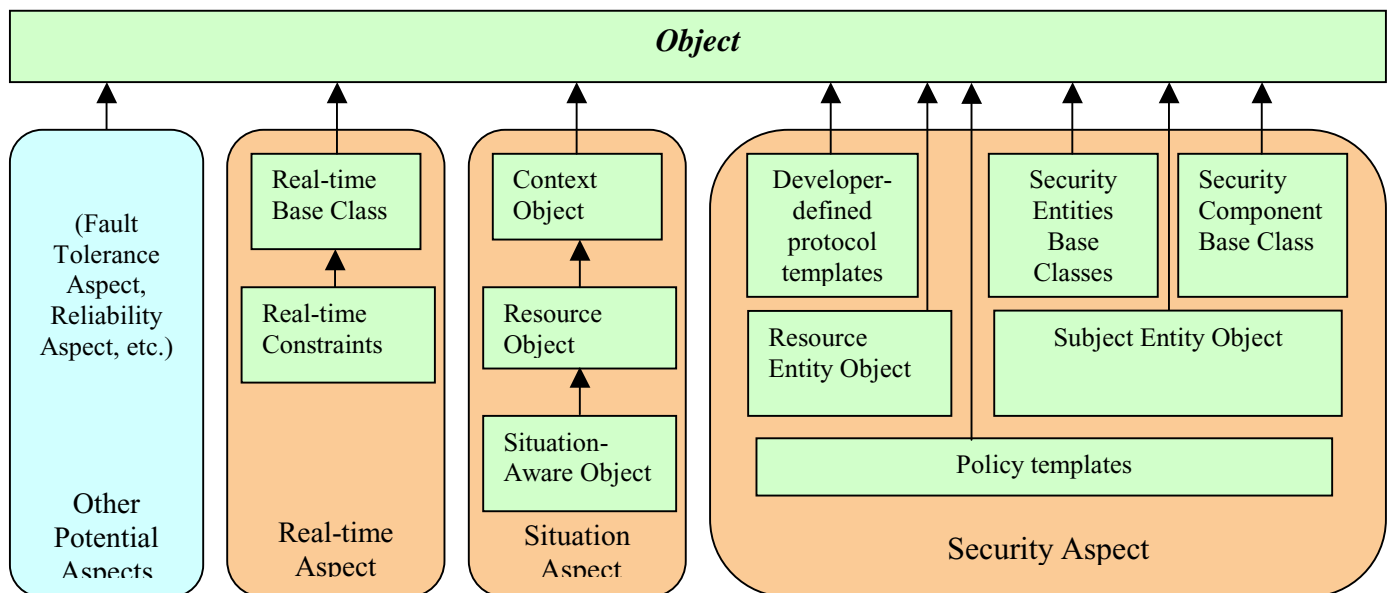 Object
(Fault
Tolerance
Aspect,
Reliability
Aspect, etc.)
Other
Potential
Aspects
Real-time
Base Class
Real-time
Constraints
Real-time
Aspect
Context
Object
Resource
Object
Situation-
Aware Object
Situation
Aspect
Developer-
defined
protocol
templates
Security
Entities
Base
Classes
Security
Component
Base Class
Resource
Entity Object
Subject Entity Object
Policy templates
Security Aspect